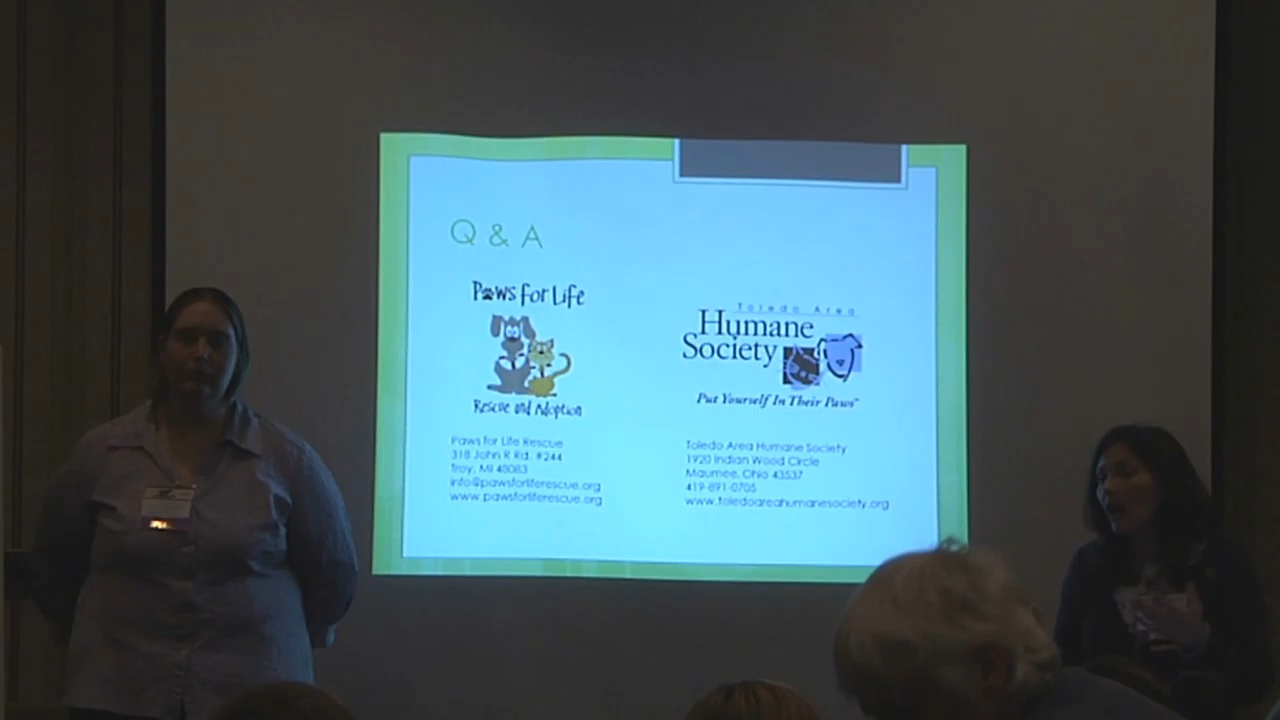 Q & A
Paws for Life
Rescue and Adoption
Paws for Life Rescue
318 John R Rd. #244
Troy, MI 48083
info@pawsforliferescue.org
www.pawsforliferescue.org
Toledo Area
Humane
Society
Put Yourself In Their Paws™
Toledo Area Humane Society
1920 Indian Wood Circle
Maumee, Ohio 43537
419-891-0705
www.toledoareahumanesociety.org